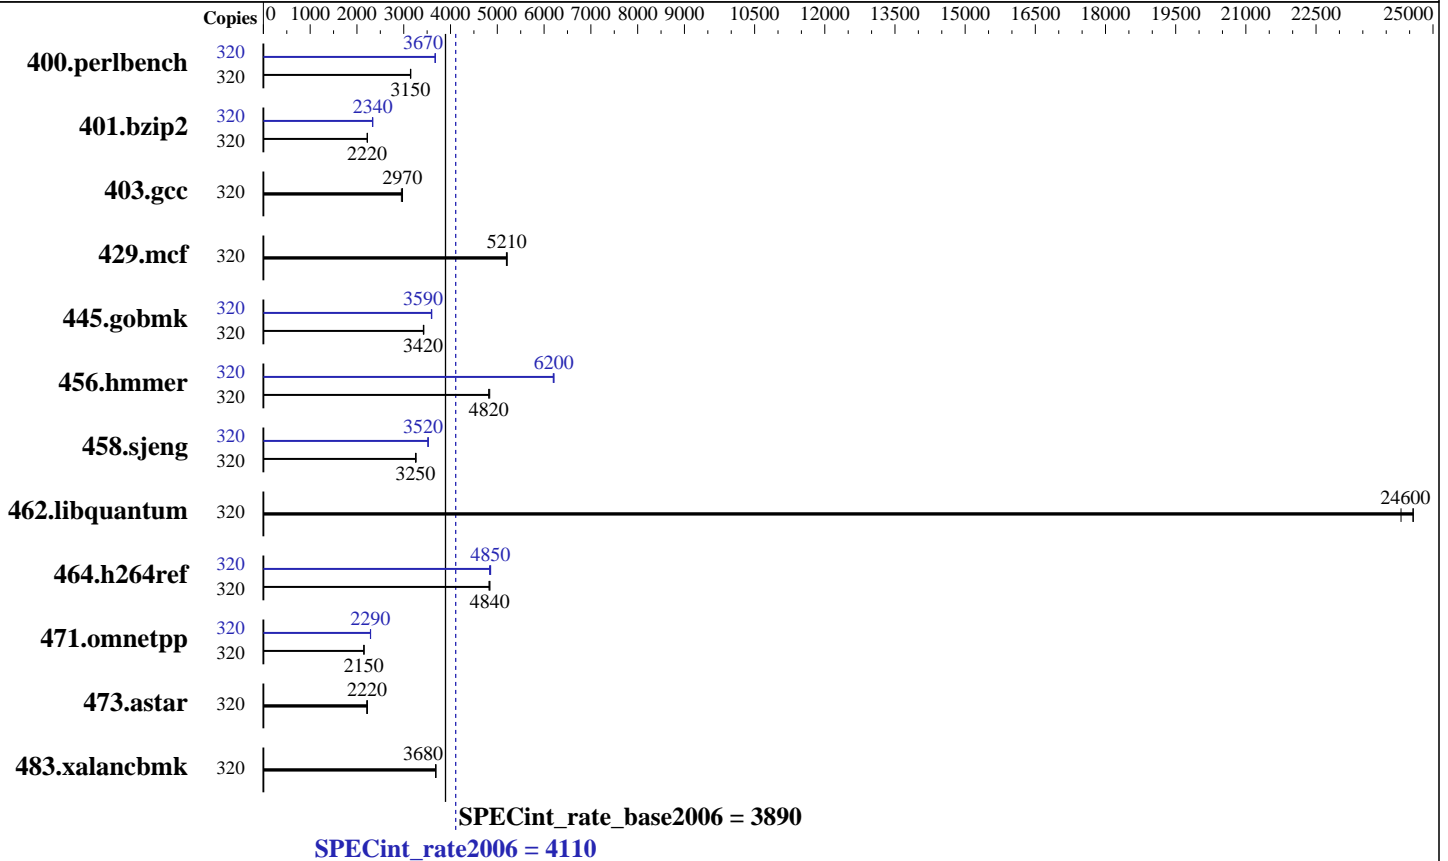 Copies 0 1000 2000 3000 4000 5000 6000 7000 8000 9000 10500 12000 13500 15000 16500 18000 19500 21000 22500 25000
400.perlbench 320 3670
320 3150
401.bzip2 320 2340
320 2220
403.gcc 320 2970
429.mcf 320 5210
445.gobmk 320 3590
320 3420
456.hmmer 320 6200
320 4820
458.sjeng 320 3520
320 3250
462.libquantum 320 24600
464.h264ref 320 4850
320 4840
471.omnetpp 320 2290
320 2150
473.astar 320 2220
483.xalancbmk 320 3680
SPECint_rate_base2006 = 3890
SPECint_rate2006 = 4110